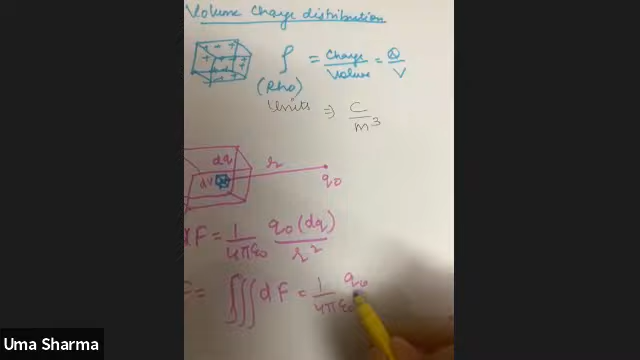 Volume Charge distribution
ρ = Charge/Volume = Q/V
(Rho)
Units ⇒ C/m³
dq
dv
r
q₀
dF = 1/4πε₀ q₀(dq)/r²
F = ∭ dF = 1/4πε₀ q₀
Uma Sharma